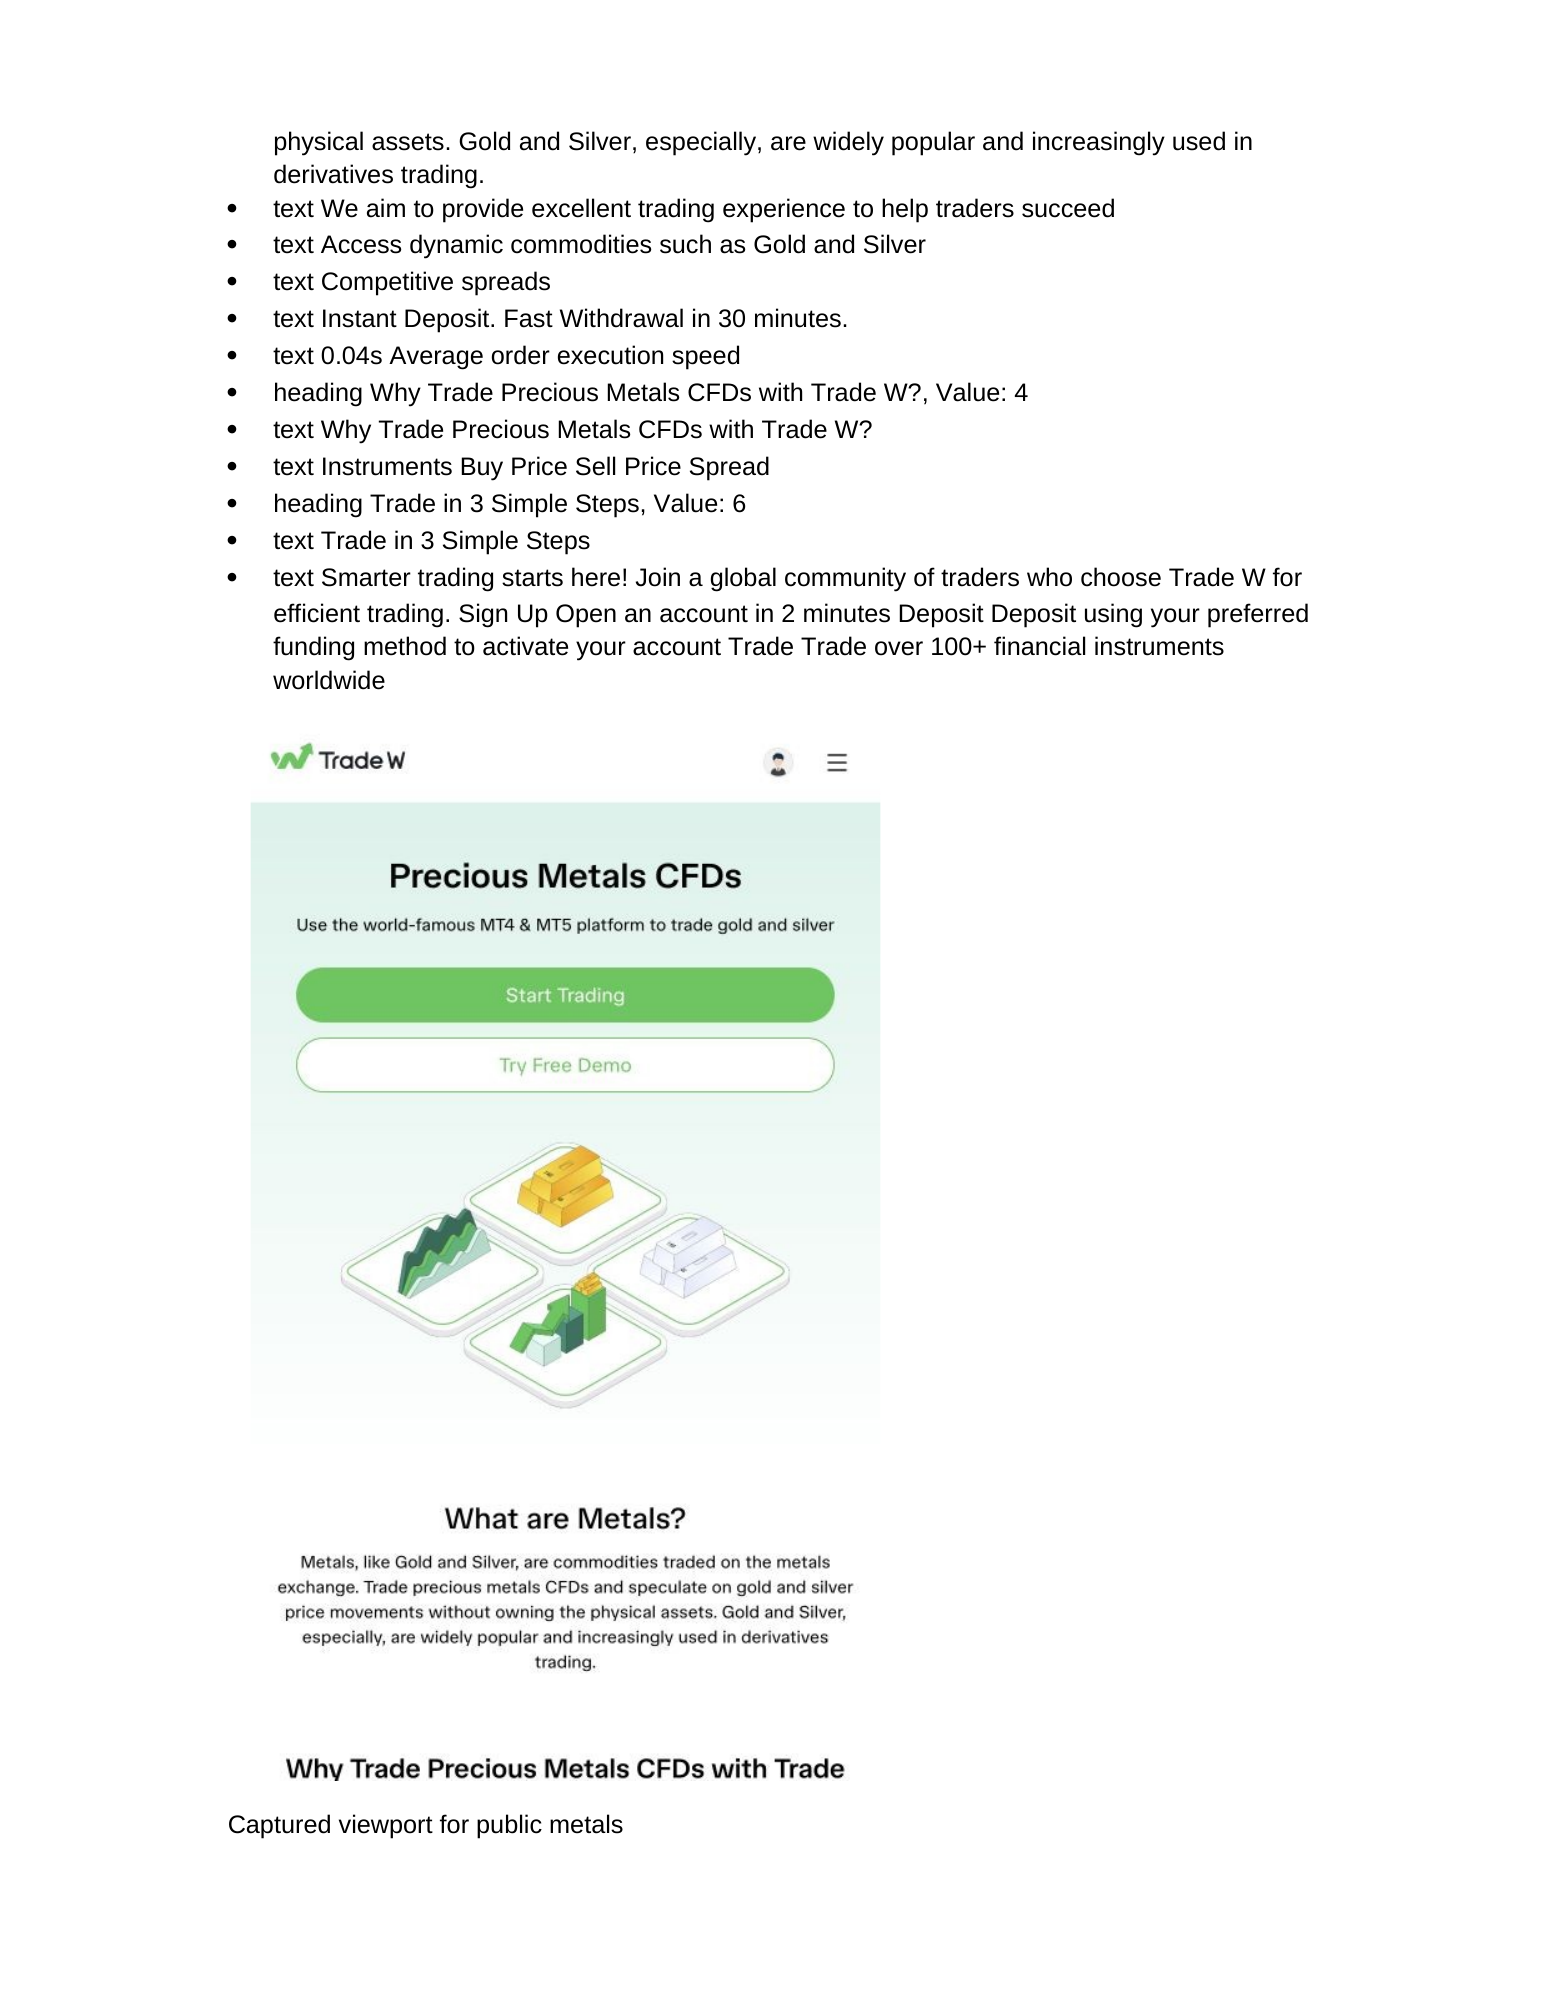 physical assets. Gold and Silver, especially, are widely popular and increasingly used in
derivatives trading.
• text We aim to provide excellent trading experience to help traders succeed
• text Access dynamic commodities such as Gold and Silver
• text Competitive spreads
• text Instant Deposit. Fast Withdrawal in 30 minutes.
• text 0.04s Average order execution speed
• heading Why Trade Precious Metals CFDs with Trade W?, Value: 4
• text Why Trade Precious Metals CFDs with Trade W?
• text Instruments Buy Price Sell Price Spread
• heading Trade in 3 Simple Steps, Value: 6
• text Trade in 3 Simple Steps
• text Smarter trading starts here! Join a global community of traders who choose Trade W for
efficient trading. Sign Up Open an account in 2 minutes Deposit Deposit using your preferred
funding method to activate your account Trade Trade over 100+ financial instruments
worldwide
Trade W
Precious Metals CFDs
Use the world-famous MT4 & MT5 platform to trade gold and silver
Start Trading
Try Free Demo
What are Metals?
Metals, like Gold and Silver, are commodities traded on the metals
exchange. Trade precious metals CFDs and speculate on gold and silver
price movements without owning the physical assets. Gold and Silver,
especially, are widely popular and increasingly used in derivatives
trading.
Why Trade Precious Metals CFDs with Trade
Captured viewport for public metals